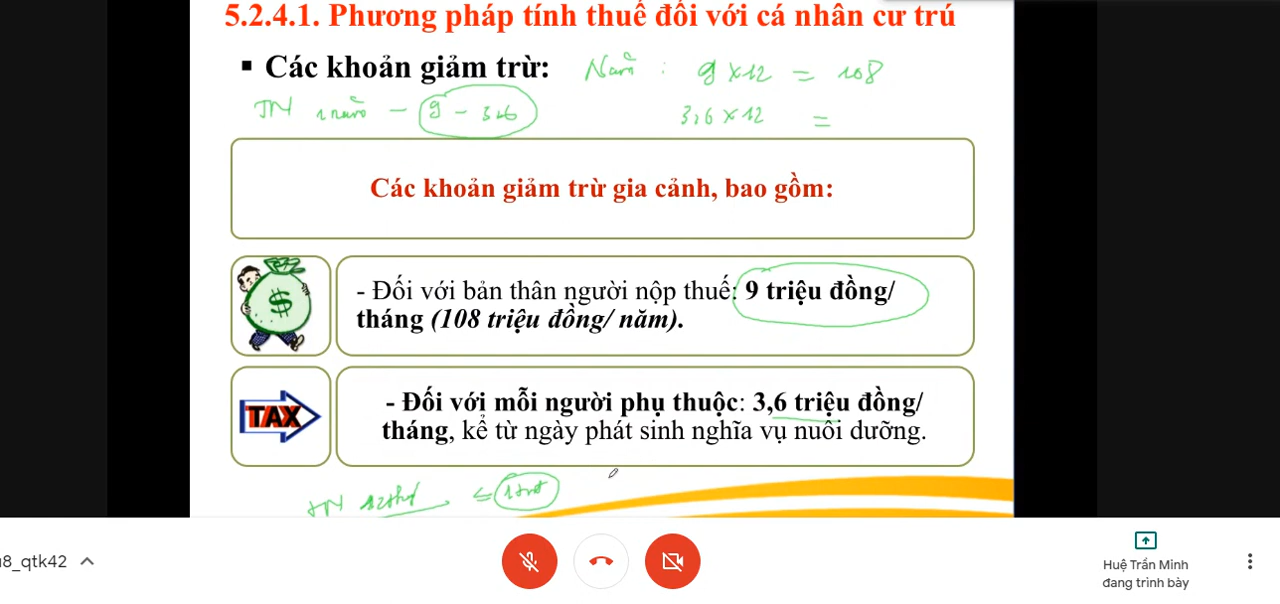 5.2.4.1. Phương pháp tính thuế đối với cá nhân cư trú
▪ Các khoản giảm trừ: Năm : 9 x 12 = 108
TN 1 năm - 9 - 3,6 3,6 x 12 =
Các khoản giảm trừ gia cảnh, bao gồm:
$
- Đối với bản thân người nộp thuế: 9 triệu đồng/
tháng (108 triệu đồng/ năm).
TAX
- Đối với mỗi người phụ thuộc: 3,6 triệu đồng/
tháng, kể từ ngày phát sinh nghĩa vụ nuôi dưỡng.
TN ≤
8_qtk42
Huệ Trần Minh
đang trình bày